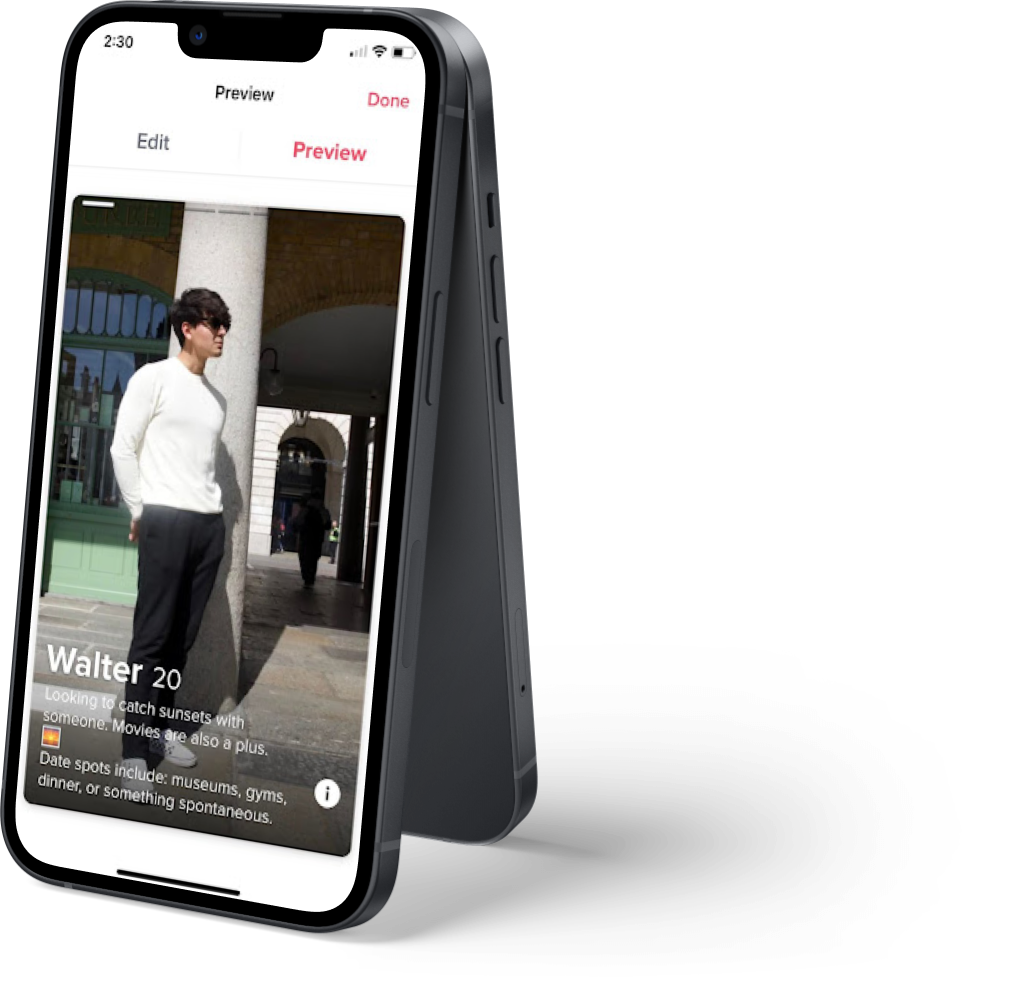 2:30
Preview
Done
Edit
Preview
Walter 20
Looking to catch sunsets with
someone. Movies are also a plus.
🌅
Date spots include: museums, gyms,
dinner, or something spontaneous.